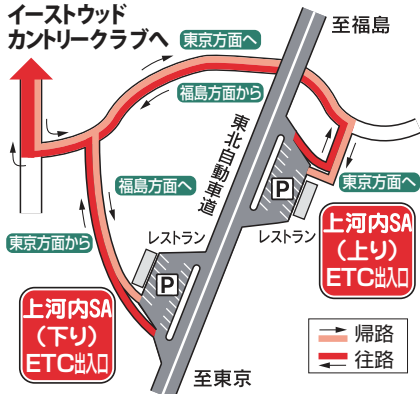 イーストウッド
カントリークラブへ
東京方面へ
至福島
福島方面から
東北自動車道
福島方面へ
P
東京方面へ
東京方面から
レストラン
レストラン
上河内SA
（上り）
ETC出入口
P
上河内SA
（下り）
ETC出入口
帰路
往路
至東京